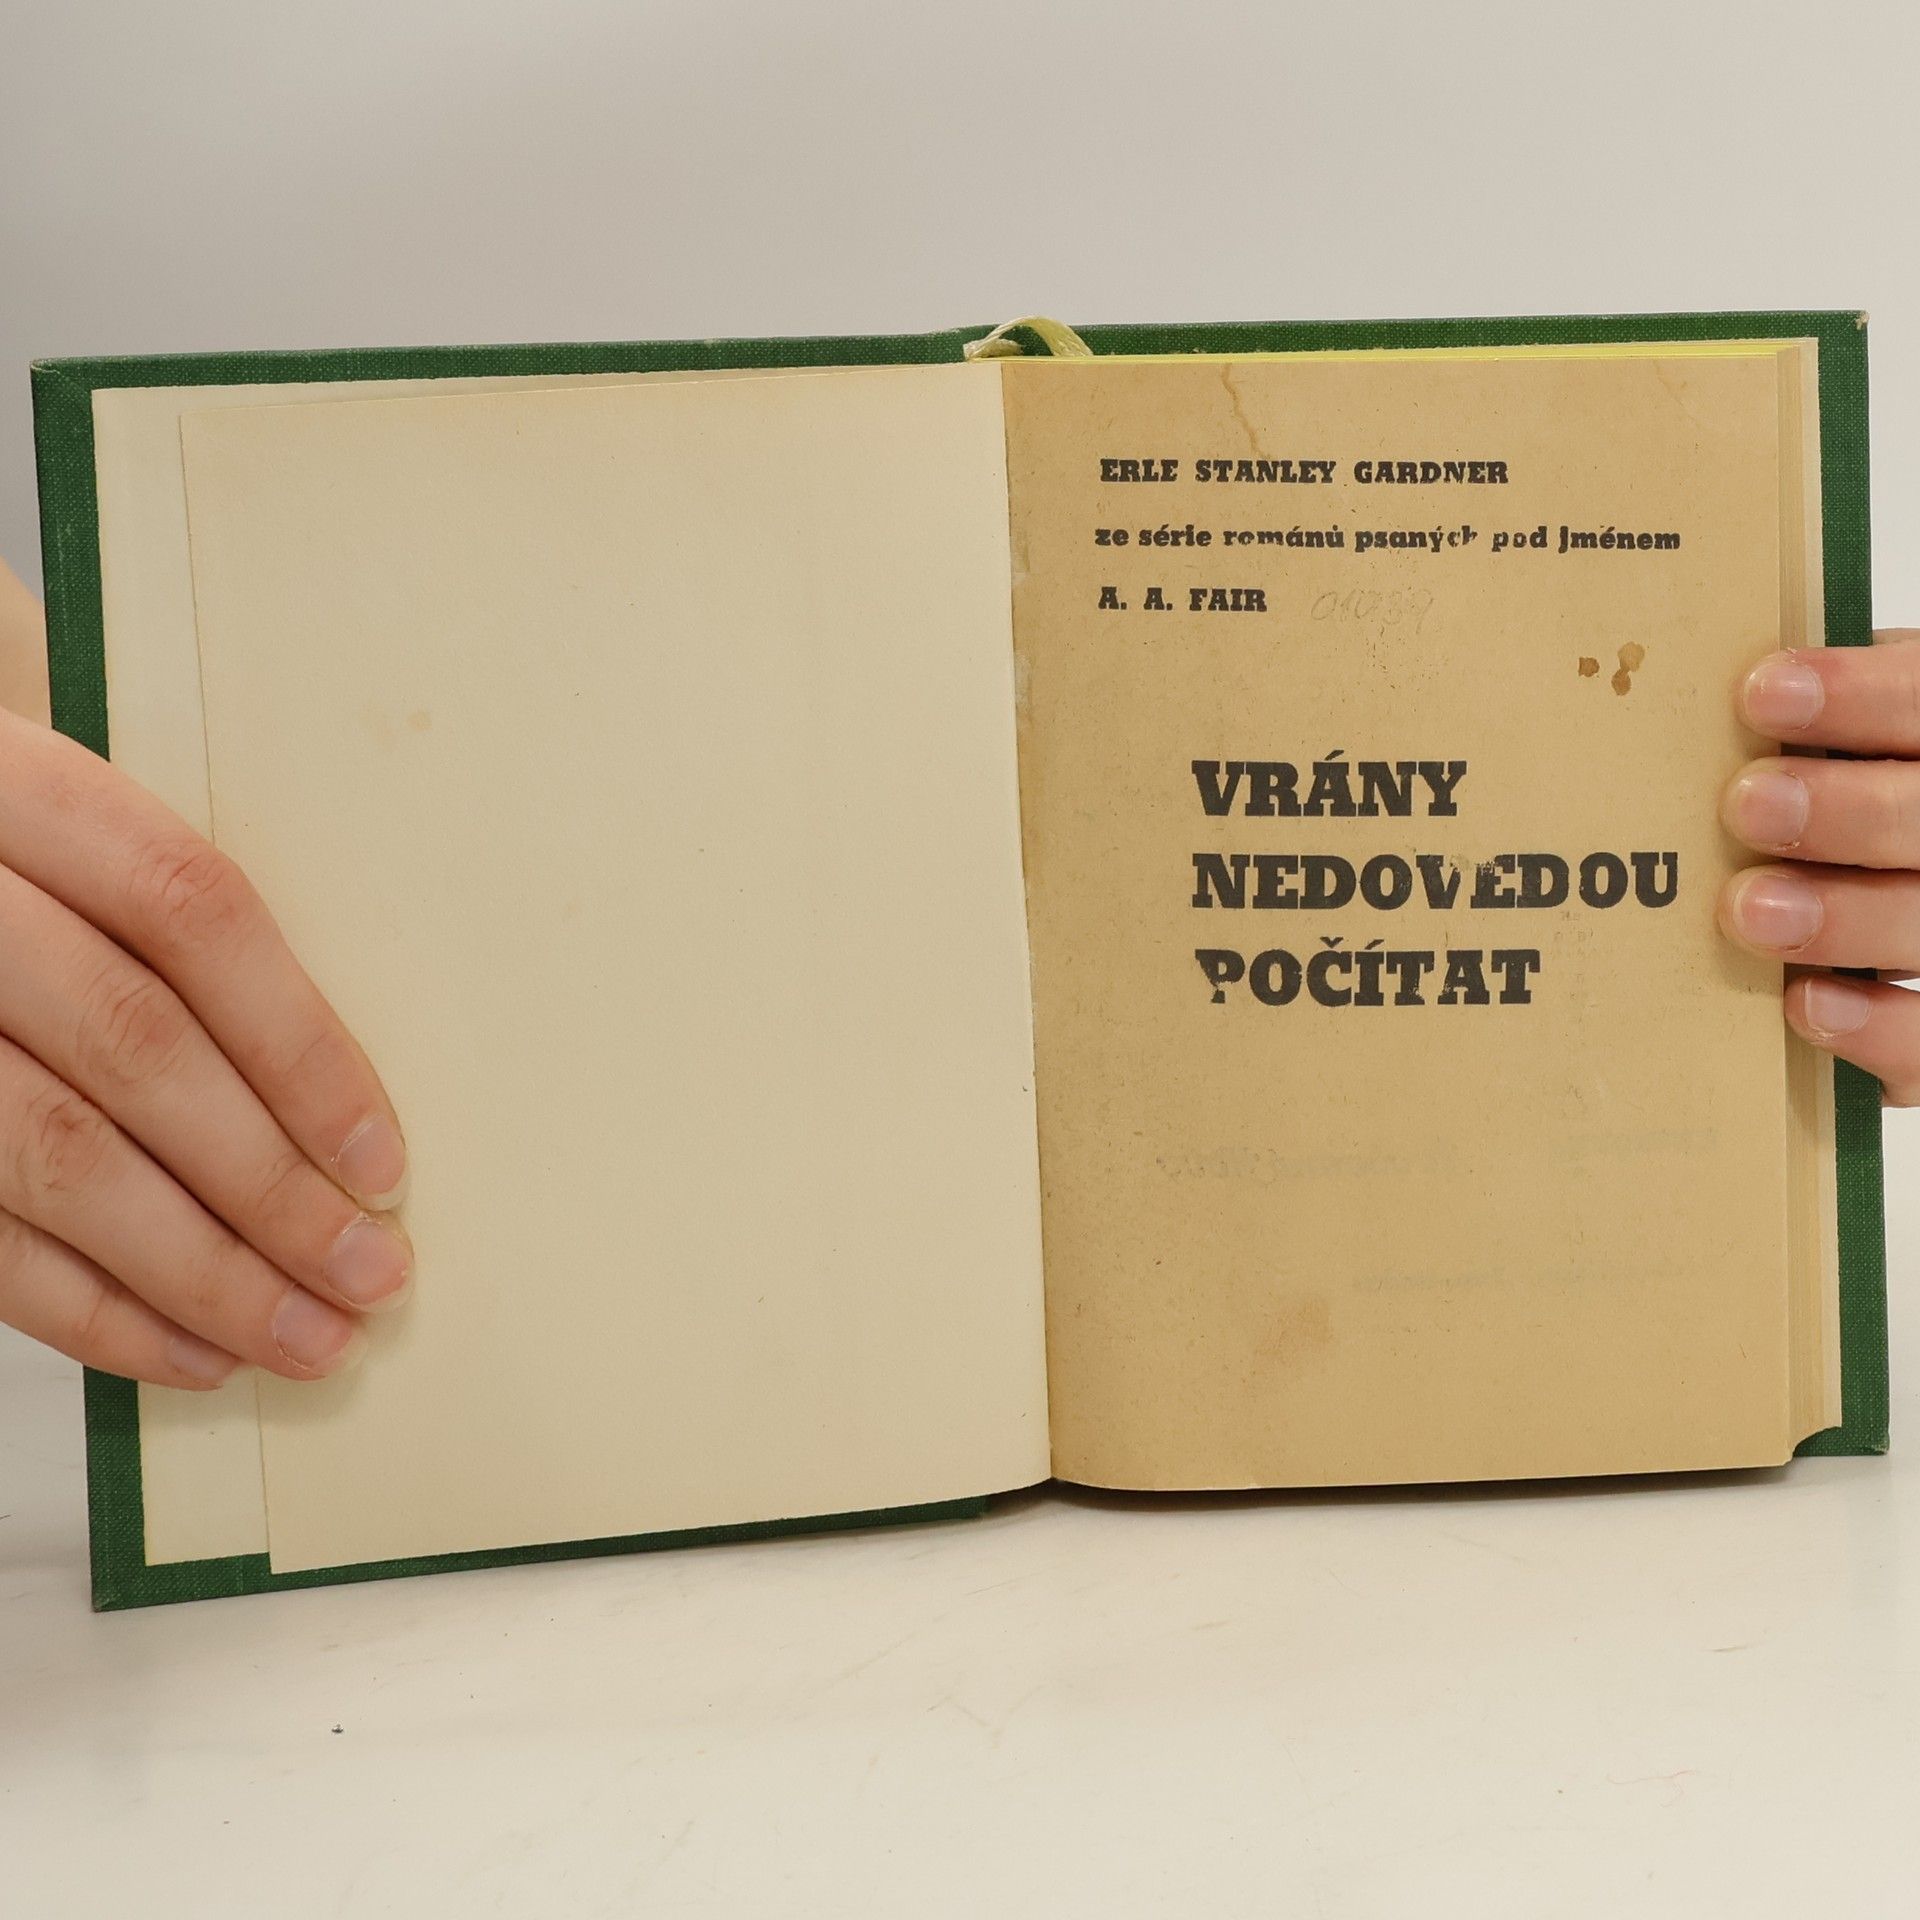 ERLE STANLEY GARDNER
ze série románů psaných pod jménem
A. A. FAIR
VRÁNY
NEDOVEDOU
POČÍTAT